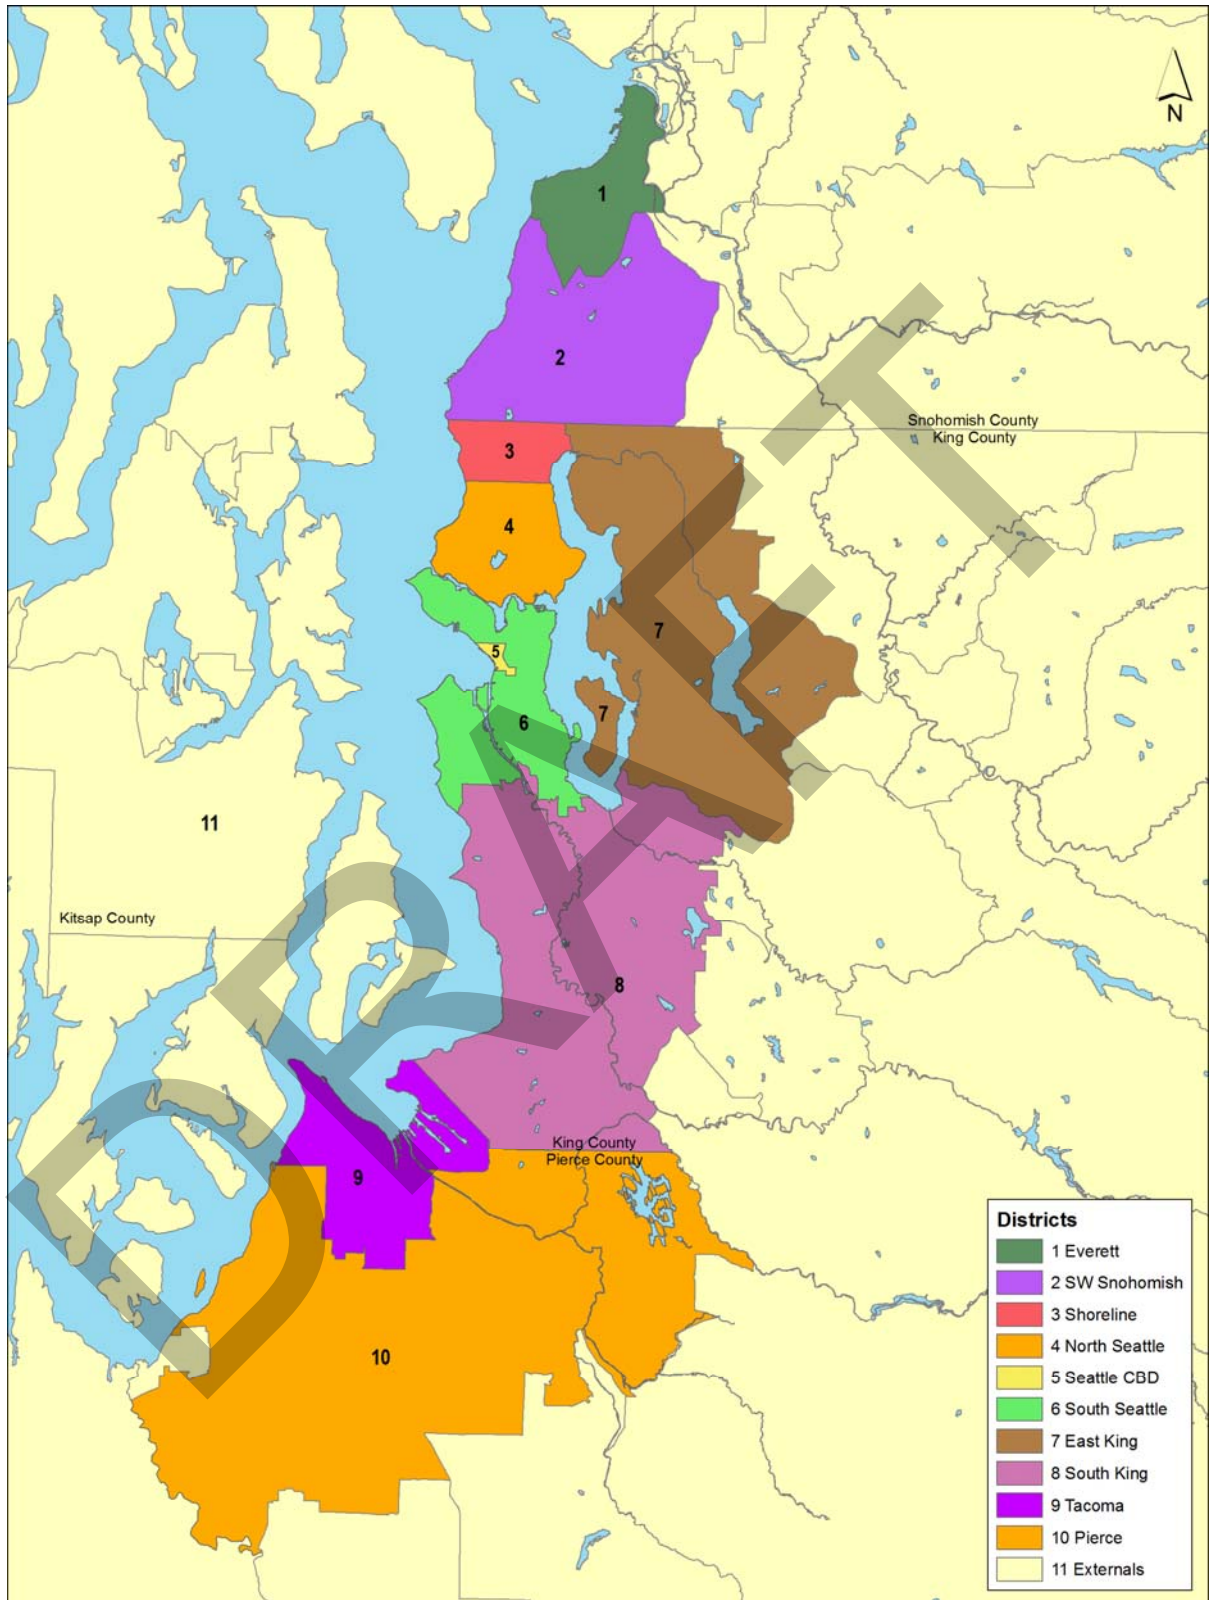 N
1
2
Snohomish County
King County
3
4
7
5
6
7
11
Kitsap County
8
King County
Pierce County
9
10
DRAFT
Districts
1 Everett
2 SW Snohomish
3 Shoreline
4 North Seattle
5 Seattle CBD
6 South Seattle
7 East King
8 South King
9 Tacoma
10 Pierce
11 Externals